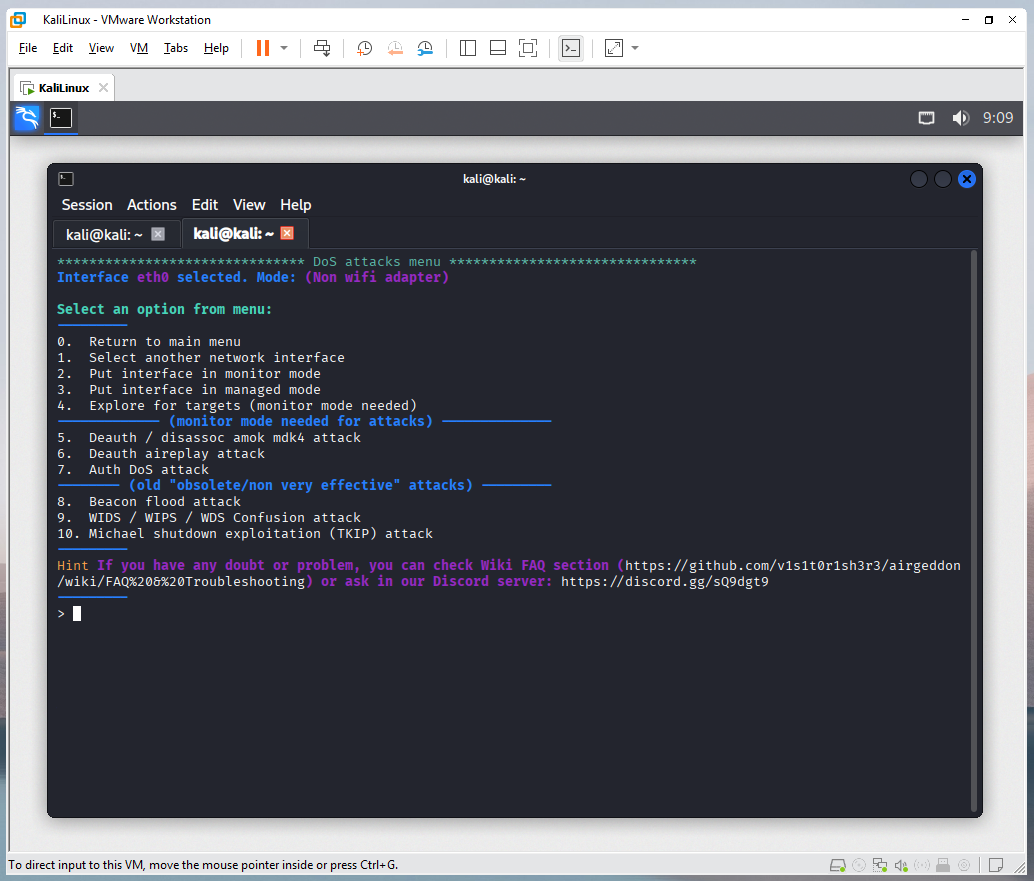 KaliLinux - VMware Workstation
File Edit View VM Tabs Help
KaliLinux
9:09
kali@kali: ~
Session Actions Edit View Help
kali@kali: ~ kali@kali: ~
******************************* DoS attacks menu *******************************
Interface eth0 selected. Mode: (Non wifi adapter)
Select an option from menu:
---------
0. Return to main menu
1. Select another network interface
2. Put interface in monitor mode
3. Put interface in managed mode
4. Explore for targets (monitor mode needed)
------------- (monitor mode needed for attacks) --------------
5. Deauth / disassoc amok mdk4 attack
6. Deauth aireplay attack
7. Auth DoS attack
-------- (old "obsolete/non very effective" attacks) ---------
8. Beacon flood attack
9. WIDS / WIPS / WDS Confusion attack
10. Michael shutdown exploitation (TKIP) attack
---------
Hint If you have any doubt or problem, you can check Wiki FAQ section (https://github.com/v1s1t0r1sh3r3/airgeddon
/wiki/FAQ%20&%20Troubleshooting) or ask in our Discord server: https://discord.gg/sQ9dgt9
---------
>
To direct input to this VM, move the mouse pointer inside or press Ctrl+G.